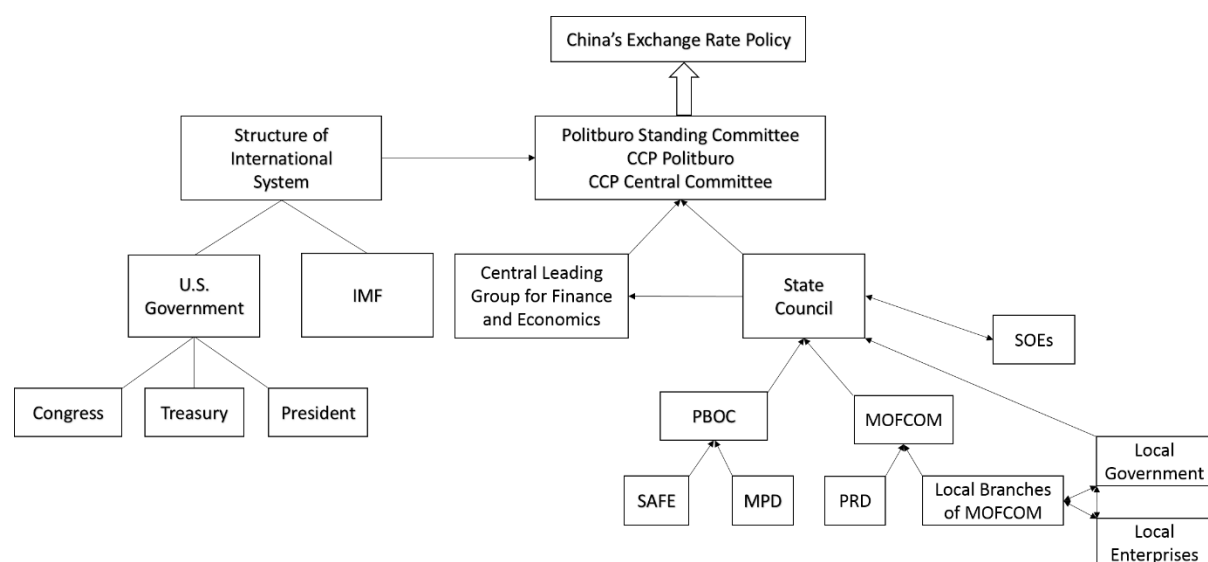 China's Exchange Rate Policy
Structure of
International
System
Politburo Standing Committee
CCP Politburo
CCP Central Committee
U.S.
Government
IMF
Central Leading
Group for Finance
and Economics
State
Council
SOEs
Congress
Treasury
President
PBOC
MOFCOM
Local
Government
SAFE
MPD
PRD
Local Branches
of MOFCOM
Local
Enterprises